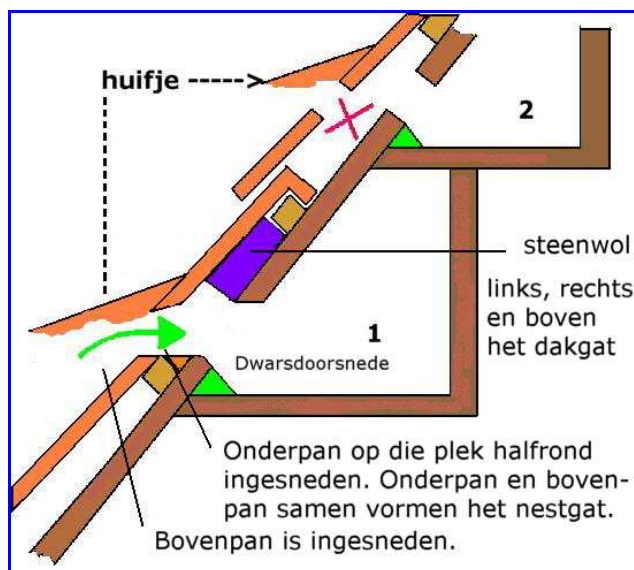 huifje ----->
2
steenwol
links, rechts
en boven
het dakgat
1
Dwarsdoorsnede
Onderpan op die plek halfrond
ingesneden. Onderpan en boven-
pan samen vormen het nestgat.
Bovenpan is ingesneden.